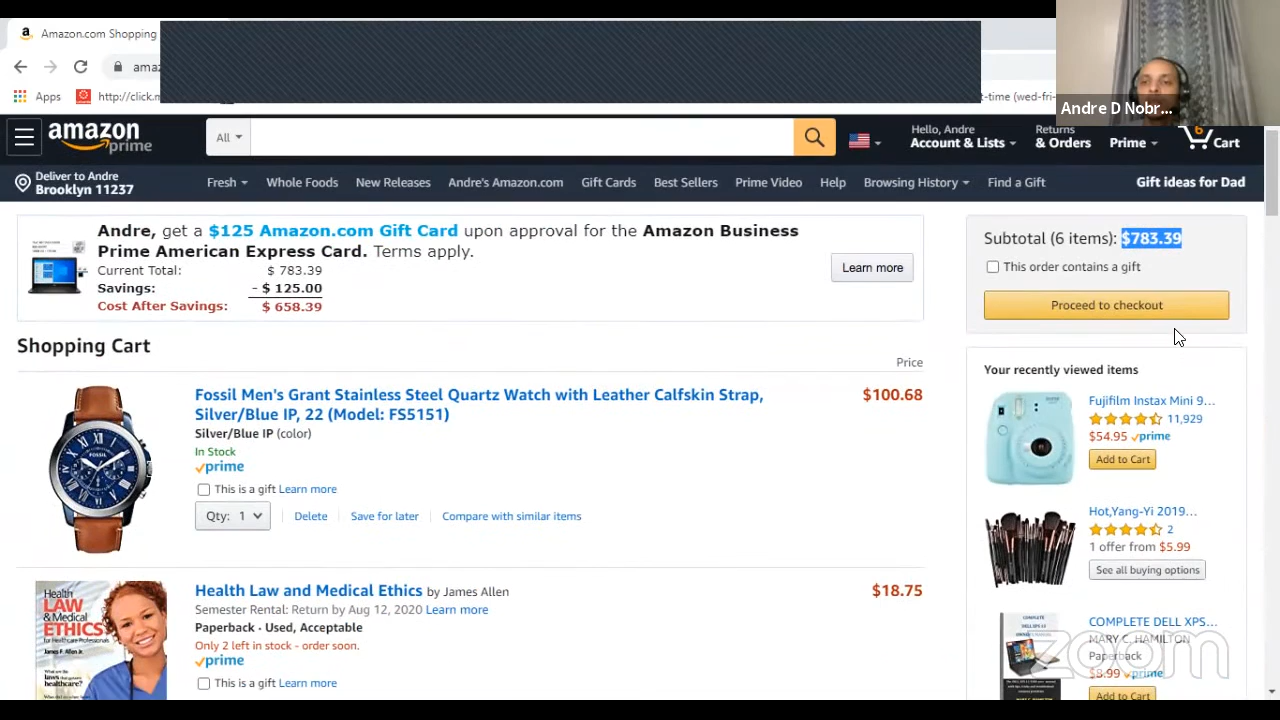 Amazon.com Shopping
Andre D Nobr...
Apps
amazon prime
All
Hello, Andre
Account & Lists
Returns
& Orders
Prime
6
Cart
Deliver to Andre
Brooklyn 11237
Fresh
Whole Foods
New Releases
Andre's Amazon.com
Gift Cards
Best Sellers
Prime Video
Help
Browsing History
Find a Gift
Gift ideas for Dad
Andre, get a $125 Amazon.com Gift Card upon approval for the Amazon Business
Prime American Express Card. Terms apply.
Current Total: $ 783.39
Savings: - $ 125.00
Cost After Savings: $ 658.39
Learn more
Subtotal (6 items): $783.39
This order contains a gift
Proceed to checkout
Shopping Cart
Price
Fossil Men's Grant Stainless Steel Quartz Watch with Leather Calfskin Strap,
Silver/Blue IP, 22 (Model: FS5151)
$100.68
Silver/Blue IP (color)
In Stock
prime
This is a gift Learn more
Qty: 1
Delete
Save for later
Compare with similar items
FOSSIL
Health Law and Medical Ethics by James Allen
$18.75
Semester Rental: Return by Aug 12, 2020 Learn more
Paperback · Used, Acceptable
Only 2 left in stock - order soon.
prime
This is a gift Learn more
Health
LAW
& Medical
ETHICS
for Healthcare Professionals
Your recently viewed items
Fujifilm Instax Mini 9...
11,929
$54.95 prime
Add to Cart
Hot,Yang-Yi 2019...
2
1 offer from $5.99
See all buying options
COMPLETE DELL XPS...
MARY C. HAMILTON
Paperback
$8.99 prime
Add to Cart
zoom